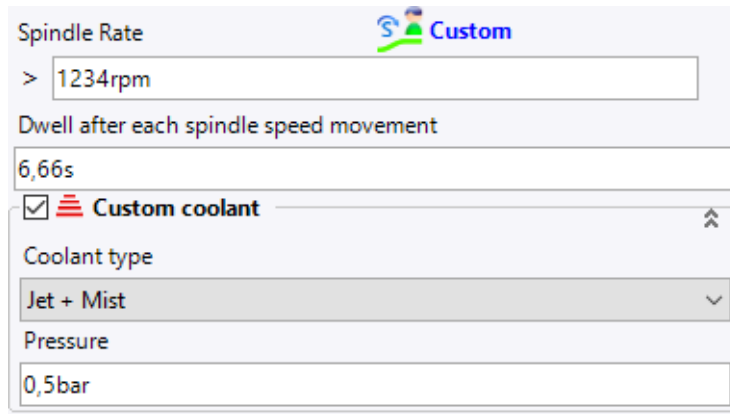 Spindle Rate S Custom
> 1234rpm
Dwell after each spindle speed movement
6,66s
Custom coolant
Coolant type
Jet + Mist
Pressure
0,5bar